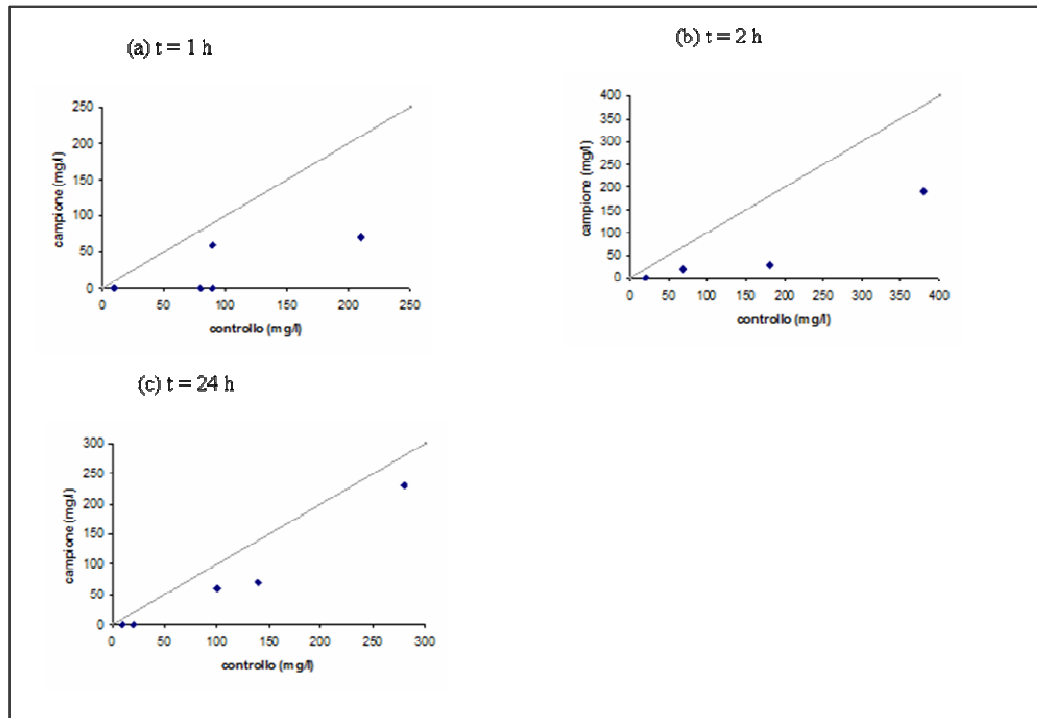 (a) t = 1 h
250
200
150
100
50
0
campione (mg/l)
0 50 100 150 200 250
controllo (mg/l)
(b) t = 2 h
400
350
300
250
200
150
100
50
0
campione (mg/l)
0 50 100 150 200 250 300 350 400
controllo (mg/l)
(c) t = 24 h
300
250
200
150
100
50
0
campione (mg/l)
0 50 100 150 200 250 300
controllo (mg/l)